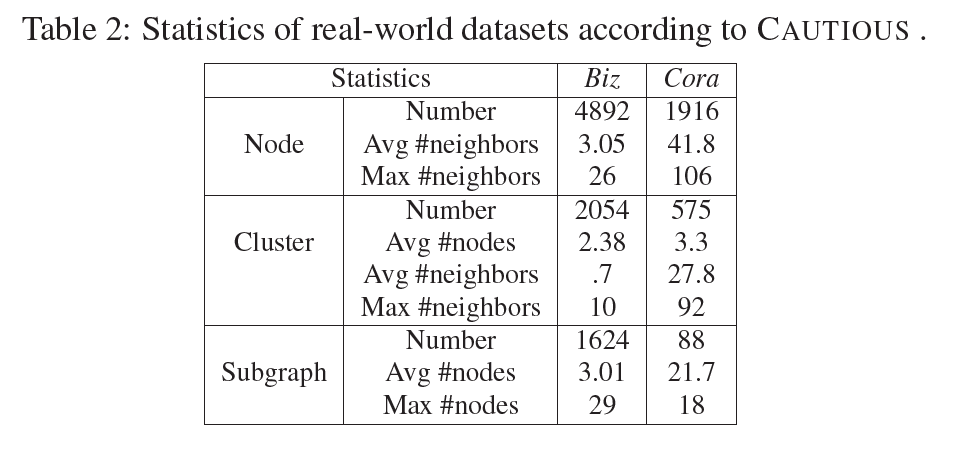 Table 2: Statistics of real-world datasets according to CAUTIOUS .
Statistics Biz Cora
Node Number 4892 1916
Avg #neighbors 3.05 41.8
Max #neighbors 26 106
Cluster Number 2054 575
Avg #nodes 2.38 3.3
Avg #neighbors .7 27.8
Max #neighbors 10 92
Subgraph Number 1624 88
Avg #nodes 3.01 21.7
Max #nodes 29 18